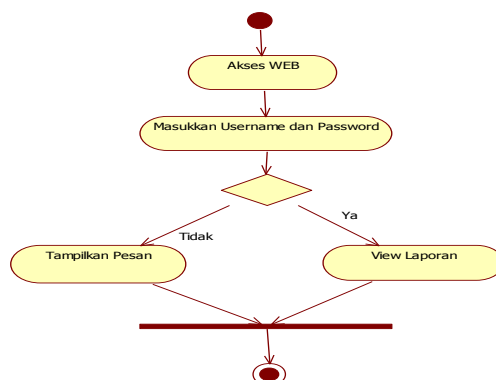 Akses WEB
Masukkan Username dan Password
Ya
Tidak
Tampilkan Pesan
View Laporan